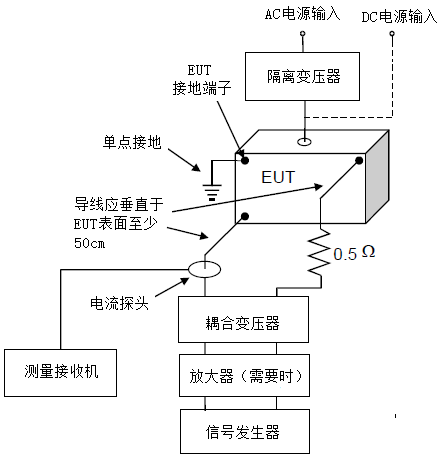 AC电源输入
DC电源输入
隔离变压器
EUT
接地端子
单点接地
EUT
导线应垂直于
EUT表面至少
50cm
0.5 Ω
电流探头
耦合变压器
测量接收机
放大器（需要时）
信号发生器